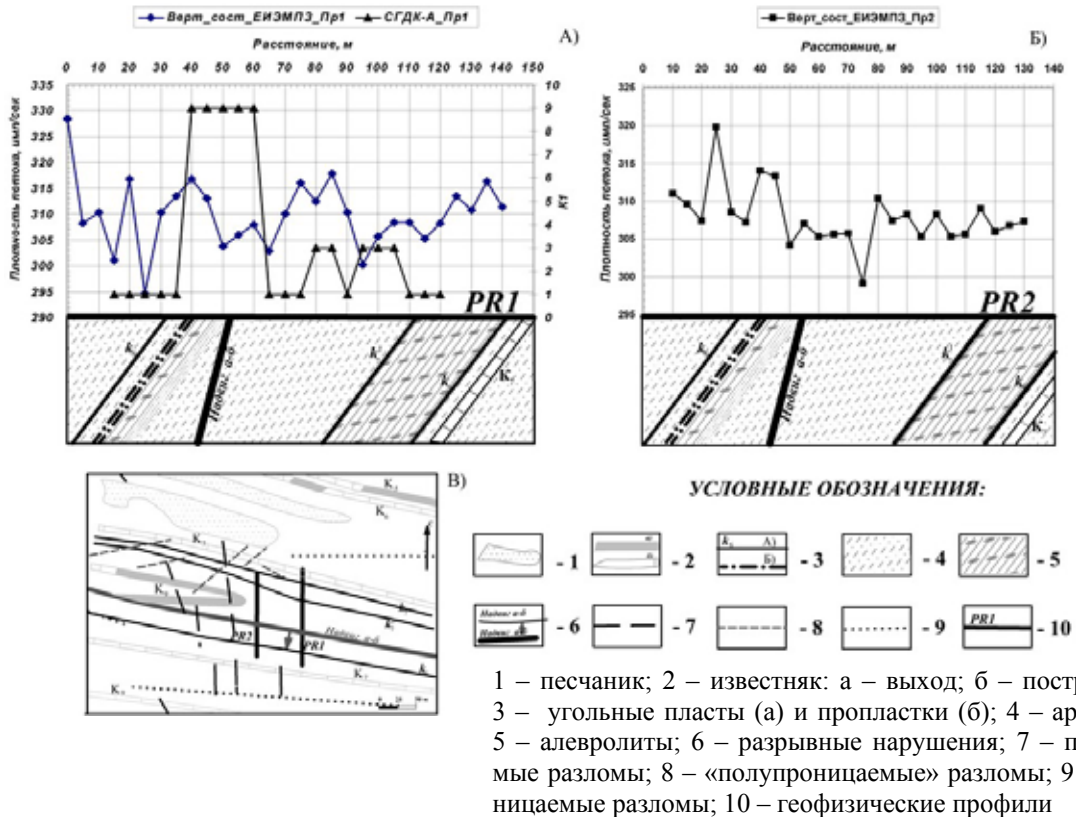 Верт_сост_ЕИЭМПЗ_Пр1 СГДК-А_Пр1
А)
Расстояние, м
0 10 20 30 40 50 60 70 80 90 100 110 120 130 140 150
Плотность потока, имп/сек
335
330
325
320
315
310
305
300
295
290
10
9
8
7
6
5
4
3
2
1
0
К1
PR1
Надвиг а-б
Верт_сост_ЕИЭМПЗ_Пр2
Б)
Расстояние, м
0 10 20 30 40 50 60 70 80 90 100 110 120 130 140
Плотность потока, имп/сек
325
320
315
310
305
300
295
PR2
Надвиг а-б
В)
Надвиг а-б
PR2
PR1
УСЛОВНЫЕ ОБОЗНАЧЕНИЯ:
- 1
- 2
А)
Б)
- 3
- 4
- 5
Надвиг а-б
Надвиг а-б
- 6
- 7
- 8
- 9
PR1
- 10
1 – песчаник; 2 – известняк: а – выход; б – постр
3 – угольные пласты (а) и пропластки (б); 4 – ар
5 – алевролиты; 6 – разрывные нарушения; 7 – п
мые разломы; 8 – «полупроницаемые» разломы; 9
ницаемые разломы; 10 – геофизические профили